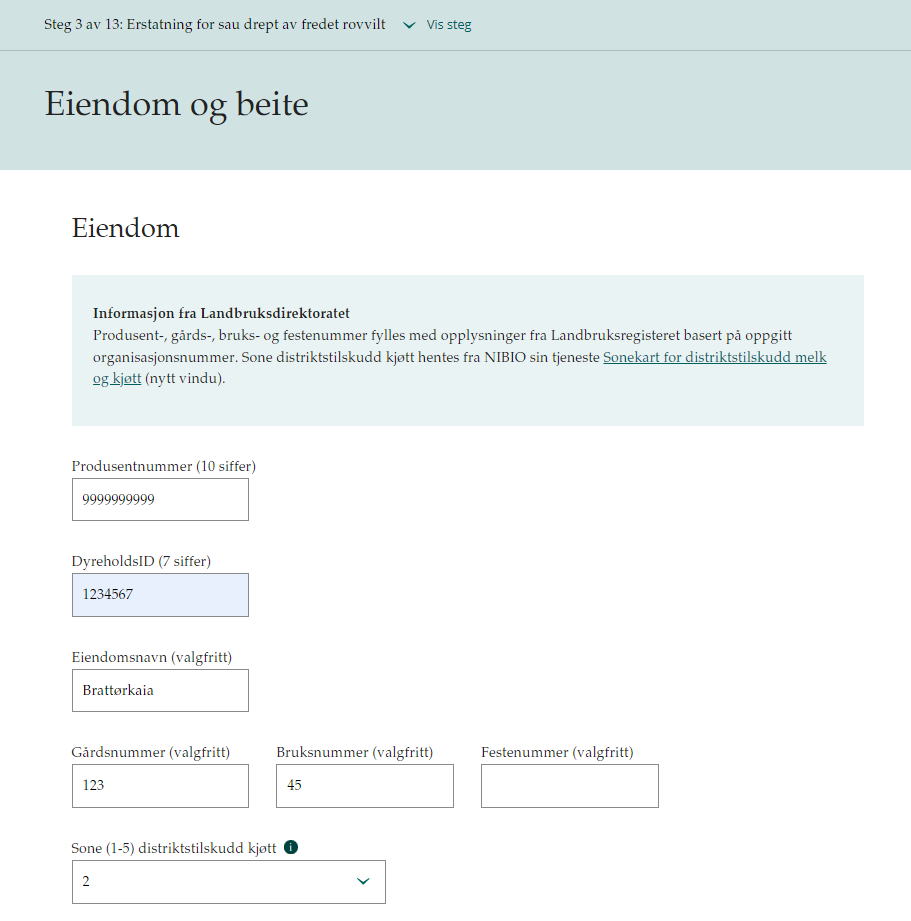 Steg 3 av 13: Erstatning for sau drept av fredet rovvilt Vis steg
Eiendom og beite
Eiendom
Informasjon fra Landbruksdirektoratet
Produsent-, gårds-, bruks- og festenummer fylles med opplysninger fra Landbruksregisteret basert på oppgitt
organisasjonsnummer. Sone distriktstilskudd kjøtt hentes fra NIBIO sin tjeneste Sonekart for distriktstilskudd melk
og kjøtt (nytt vindu).
Produsentnummer (10 siffer)
9999999999
DyreholdsID (7 siffer)
1234567
Eiendomsnavn (valgfritt)
Brattørkaia
Gårdsnummer (valgfritt) Bruksnummer (valgfritt) Festenummer (valgfritt)
123 45
Sone (1-5) distriktstilskudd kjøtt i
2